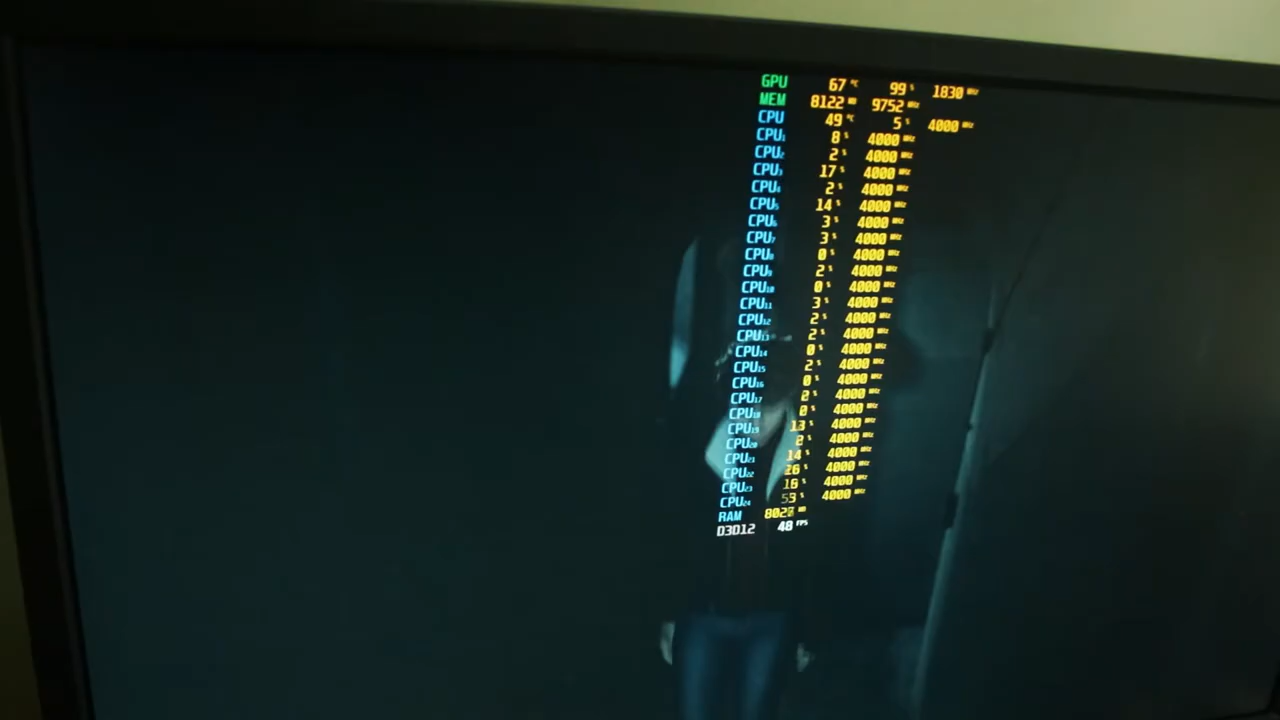 GPU 67 °C 99 % 1830 MHz
MEM 8122 MB 9752 MHz
CPU 49 °C 5 % 4000 MHz
CPU1 8 % 4000 MHz
CPU2 2 % 4000 MHz
CPU3 17 % 4000 MHz
CPU4 2 % 4000 MHz
CPU5 14 % 4000 MHz
CPU6 3 % 4000 MHz
CPU7 3 % 4000 MHz
CPU8 0 % 4000 MHz
CPU9 2 % 4000 MHz
CPU10 0 % 4000 MHz
CPU11 3 % 4000 MHz
CPU12 2 % 4000 MHz
CPU13 2 % 4000 MHz
CPU14 0 % 4000 MHz
CPU15 2 % 4000 MHz
CPU16 0 % 4000 MHz
CPU17 2 % 4000 MHz
CPU18 0 % 4000 MHz
CPU19 13 % 4000 MHz
CPU20 2 % 4000 MHz
CPU21 14 % 4000 MHz
CPU22 % 4000 MHz
CPU23 % 4000 MHz
CPU24 53 % 4000 MHz
RAM MB
D3D12 48 FPS